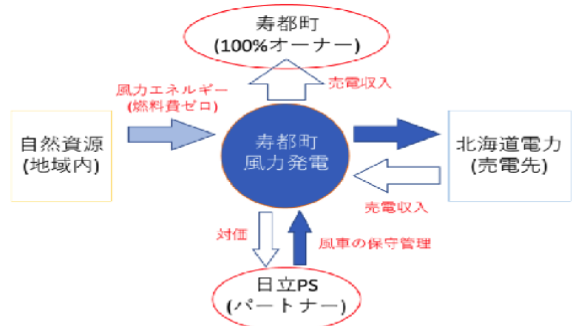 寿都町
(100%オーナー)
風力エネルギー
(燃料費ゼロ)
売電収入
自然資源
(地域内)
寿都町
風力発電
北海道電力
(売電先)
売電収入
対価
風車の保守管理
日立PS
(パートナー)